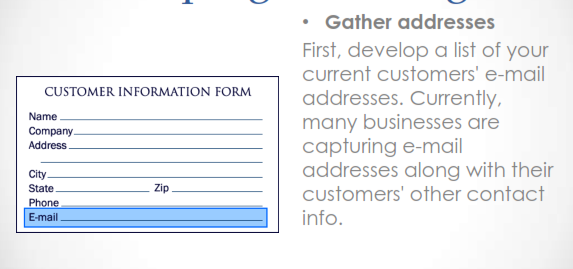 • Gather addresses
First, develop a list of your
current customers' e-mail
addresses. Currently,
many businesses are
capturing e-mail
addresses along with their
customers' other contact
info.
CUSTOMER INFORMATION FORM
Name
Company
Address
City
State Zip
Phone
E-mail